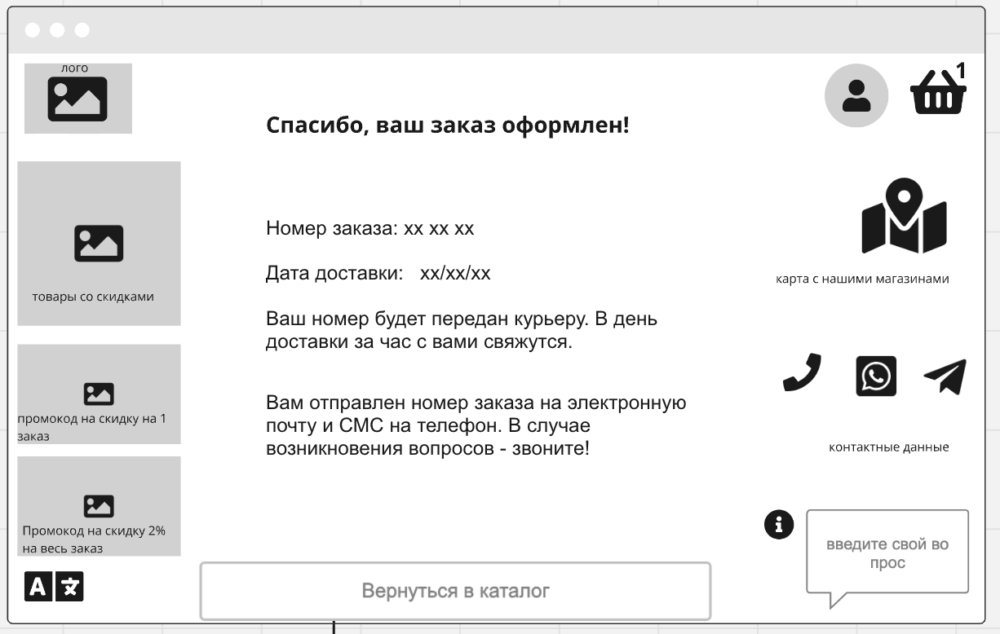 лого
1
Спасибо, ваш заказ оформлен!
Номер заказа: xx xx xx
Дата доставки: xx/xx/xx
Ваш номер будет передан курьеру. В день
доставки за час с вами свяжутся.
Вам отправлен номер заказа на электронную
почту и СМС на телефон. В случае
возникновения вопросов - звоните!
товары со скидками
промокод на скидку на 1
заказ
Промокод на скидку 2%
на весь заказ
A 文
карта с нашими магазинами
контактные данные
i
введите свой во
прос
Вернуться в каталог